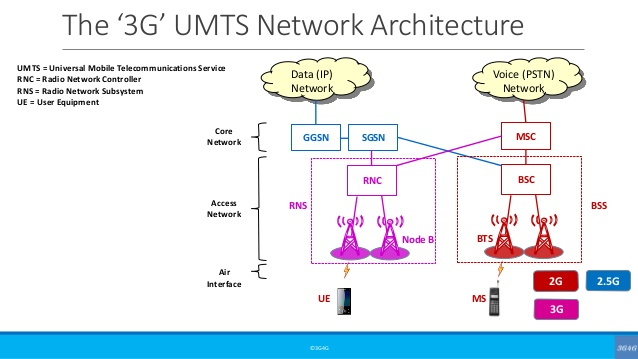 The ‘3G’ UMTS Network Architecture
UMTS = Universal Mobile Telecommunications Service
RNC = Radio Network Controller
RNS = Radio Network Subsystem
UE = User Equipment
Data (IP)
Network
Voice (PSTN)
Network
Core
Network
GGSN
SGSN
MSC
RNC
BSC
Access
Network
RNS
BSS
Node B
BTS
Air
Interface
UE
MS
2G
2.5G
3G
©3G4G
3G4G